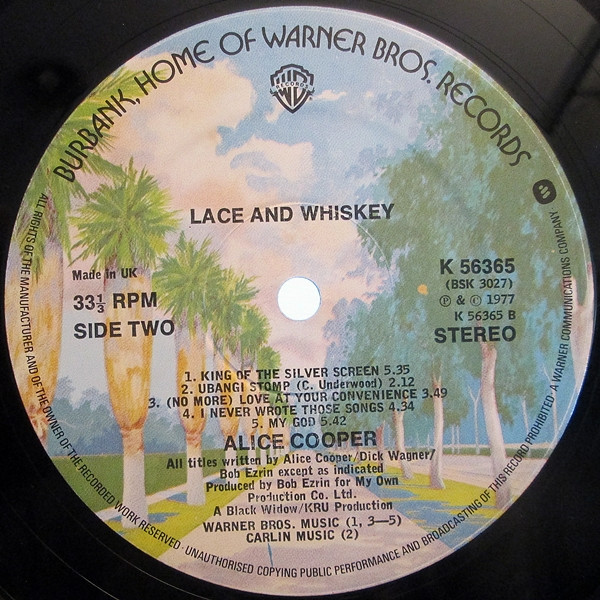 BURBANK, HOME OF WARNER BROS. RECORDS
RECORDS
LACE AND WHISKEY
Made in UK
33⅓ RPM
SIDE TWO
K 56365
(BSK 3027)
Ⓟ & © 1977
K 56365 B
STEREO
1. KING OF THE SILVER SCREEN 5.35
2. UBANGI STOMP (C. Underwood) 2.12
3. (NO MORE) LOVE AT YOUR CONVENIENCE 3.49
4. I NEVER WROTE THOSE SONGS 4.34
5. MY GOD 5.42
ALICE COOPER
All titles written by Alice Cooper/Dick Wagner/
Bob Ezrin except as indicated
Produced by Bob Ezrin for My Own
Production Co. Ltd.
A Black Widow/KRU Production
WARNER BROS. MUSIC (1, 3—5)
CARLIN MUSIC (2)
ALL RIGHTS OF THE MANUFACTURER AND OF THE OWNER OF THE RECORDED WORK RESERVED · UNAUTHORISED COPYING PUBLIC PERFORMANCE AND BROADCASTING OF THIS RECORD PROHIBITED · A WARNER COMMUNICATIONS COMPANY